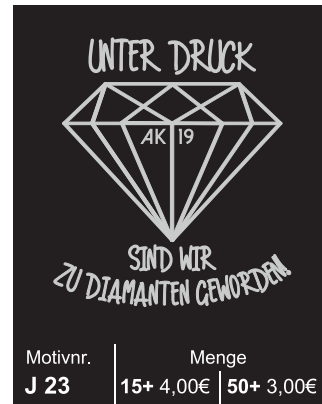 UNTER DRUCK
AK 19
SIND WIR
ZU DIAMANTEN GEWORDEN!
Motivnr. Menge
J 23 15+ 4,00€ 50+ 3,00€